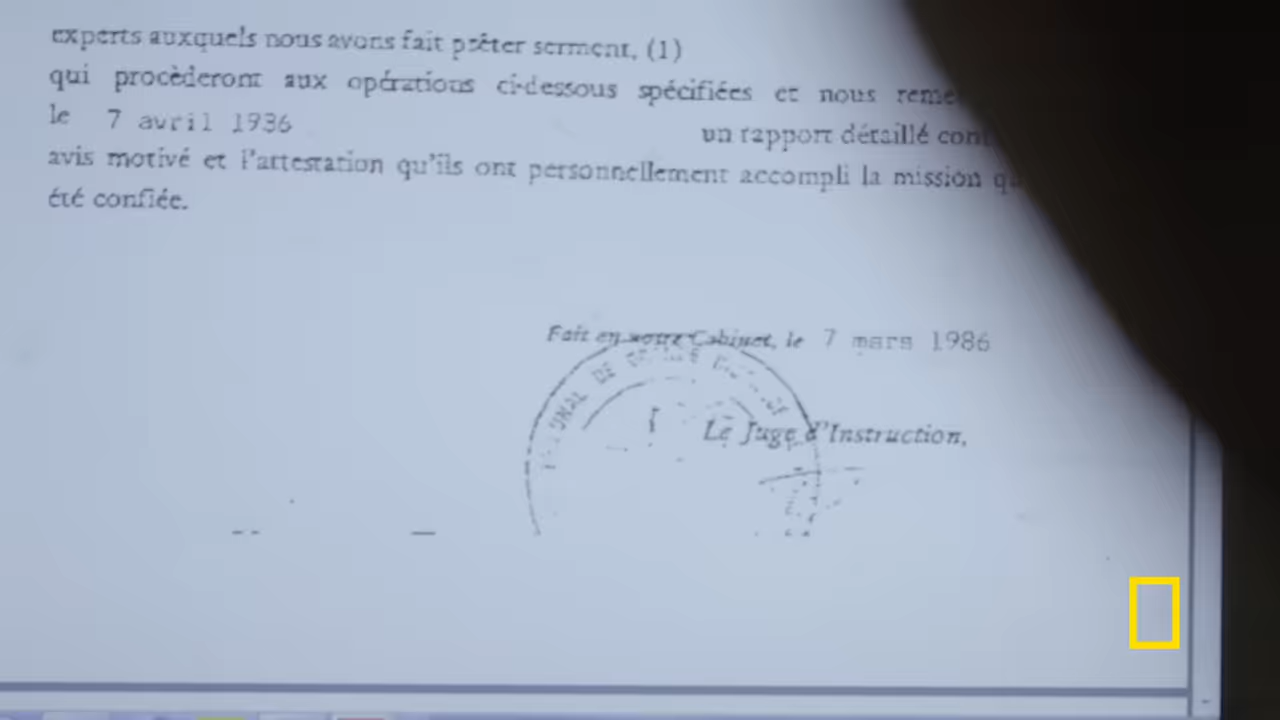 experts auxquels nous avons fait prêter serment, (1)
qui procèderont aux opérations ci-dessous spécifiées et nous
le 7 avril 1986 un rapport détaillé
avis motivé et l'attestation qu'ils ont personnellement accompli la mission
été confiée.
Fait en notre Cabinet, le 7 mars 1986
DE
Le Juge d'Instruction,